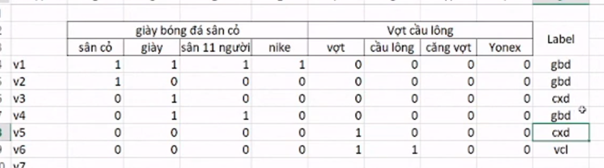 giày bóng đá sân cỏ Vợt cầu lông Label
sân cỏ giày sân 11 người nike vợt cầu lông căng vợt Yonex
v1 1 1 1 1 0 0 0 0 gbd
v2 1 0 0 0 0 0 0 0 gbd
v3 0 1 0 0 0 0 0 0 cxd
v4 0 1 1 0 0 0 0 0 gbd
v5 0 0 0 0 1 0 0 0 cxd
v6 0 0 0 0 1 1 0 0 vcl
v7